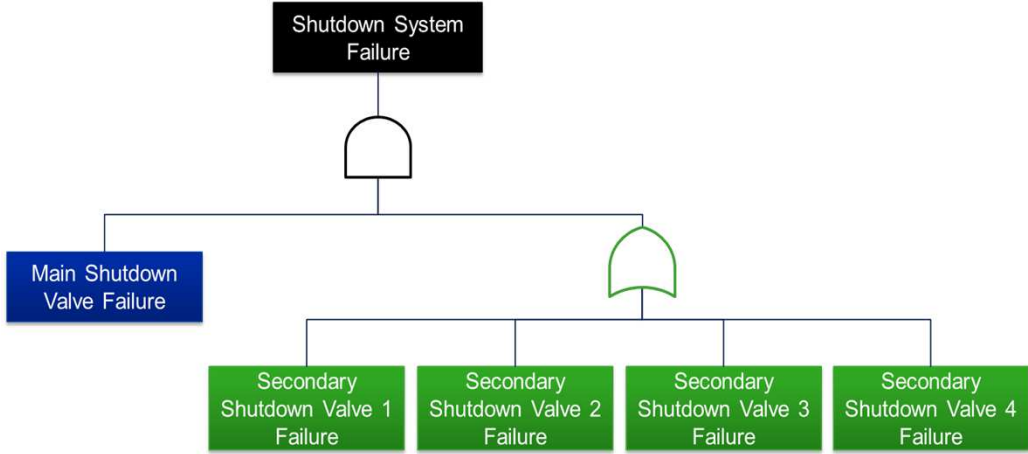 Shutdown System
Failure
Main Shutdown
Valve Failure
Secondary
Shutdown Valve 1
Failure
Secondary
Shutdown Valve 2
Failure
Secondary
Shutdown Valve 3
Failure
Secondary
Shutdown Valve 4
Failure